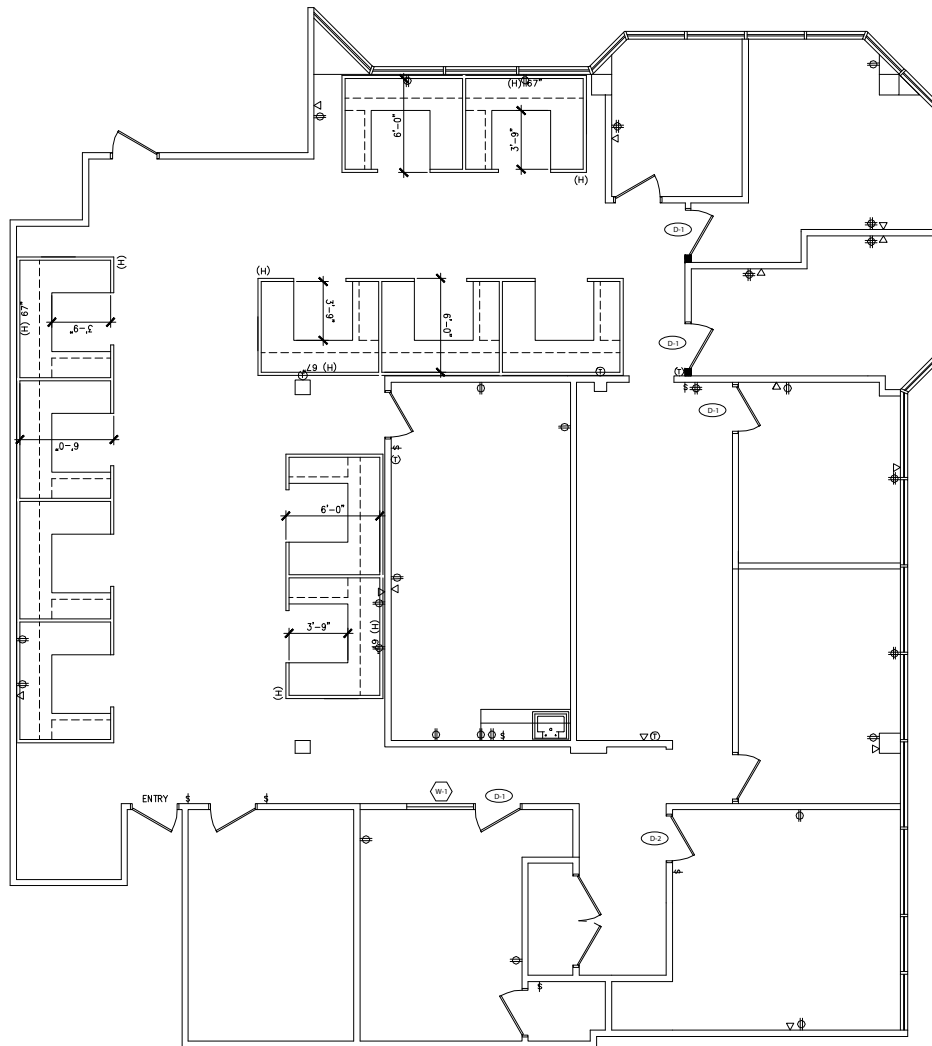 (H) 67"
6'-0"
3'-9"
(H)
D-1
(H)
(H)
(H) 67"
3'-9"
3'-9"
6'-0"
D-1
(H) 67"
(T)
(T)
(T)
$
D-1
6'-0"
$
(T)
6'-0"
3'-9"
(H)
(H)
$
(T)
W-1
D-1
ENTRY
$
$
D-2
$
$